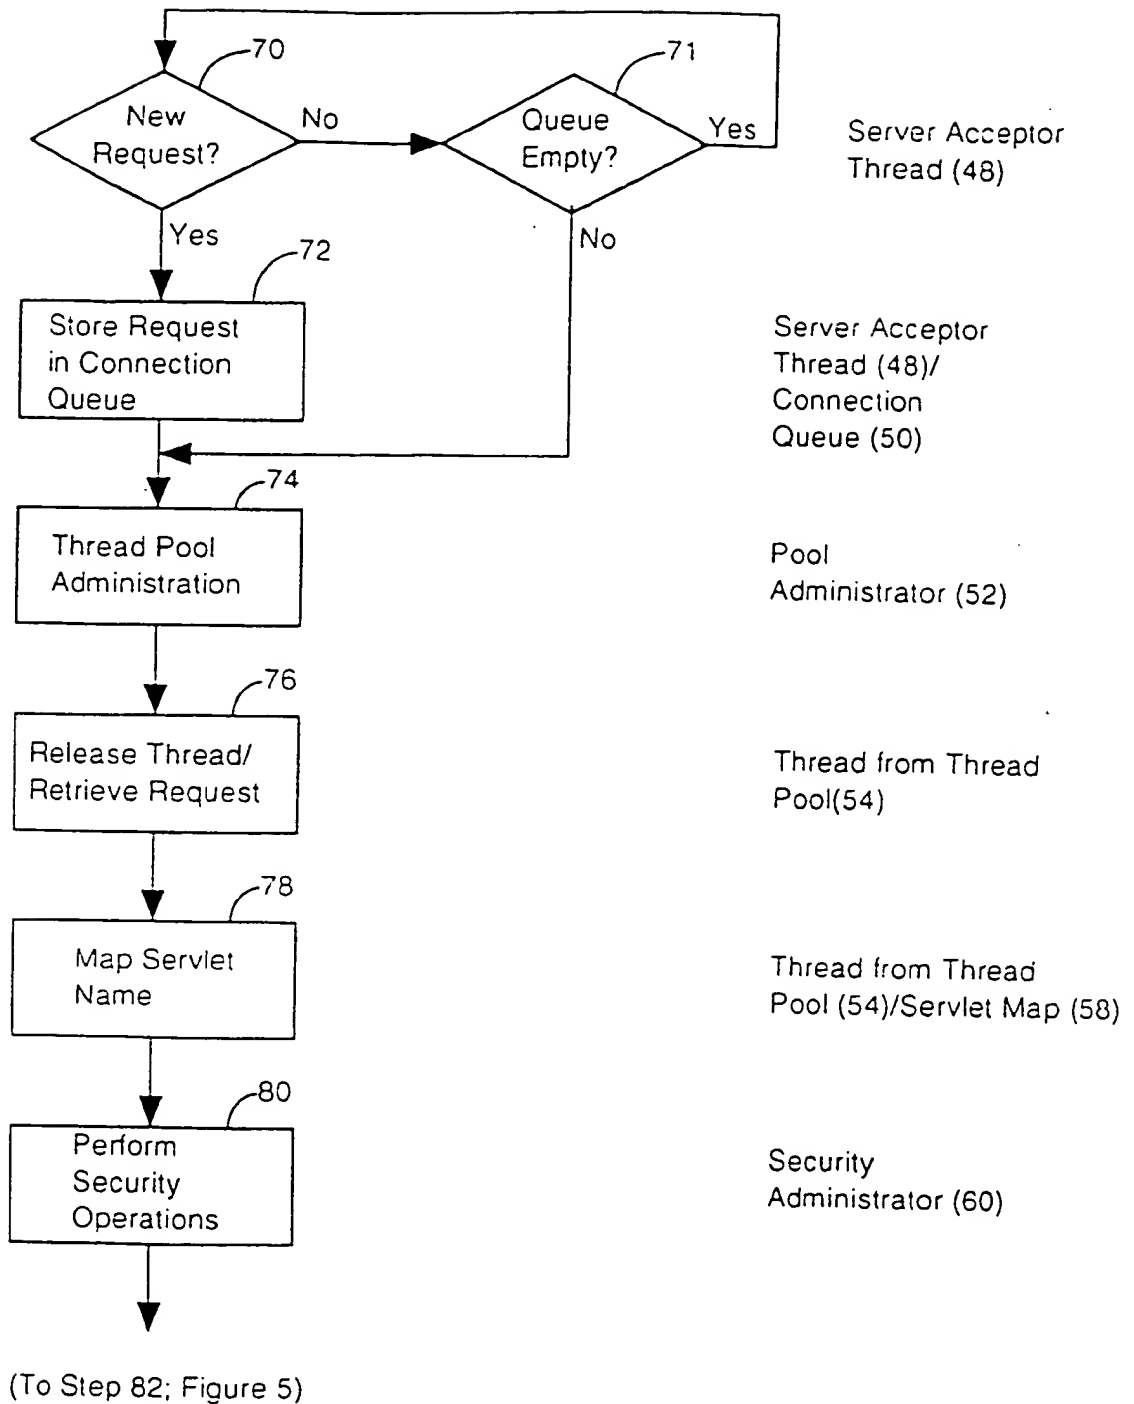 70
71
New
Request?
No
Queue
Empty?
Yes
Server Acceptor
Thread (48)
Yes
No
72
Store Request
in Connection
Queue
Server Acceptor
Thread (48)/
Connection
Queue (50)
74
Thread Pool
Administration
Pool
Administrator (52)
76
Release Thread/
Retrieve Request
Thread from Thread
Pool(54)
78
Map Servlet
Name
Thread from Thread
Pool (54)/Servlet Map (58)
80
Perform
Security
Operations
Security
Administrator (60)
(To Step 82; Figure 5)